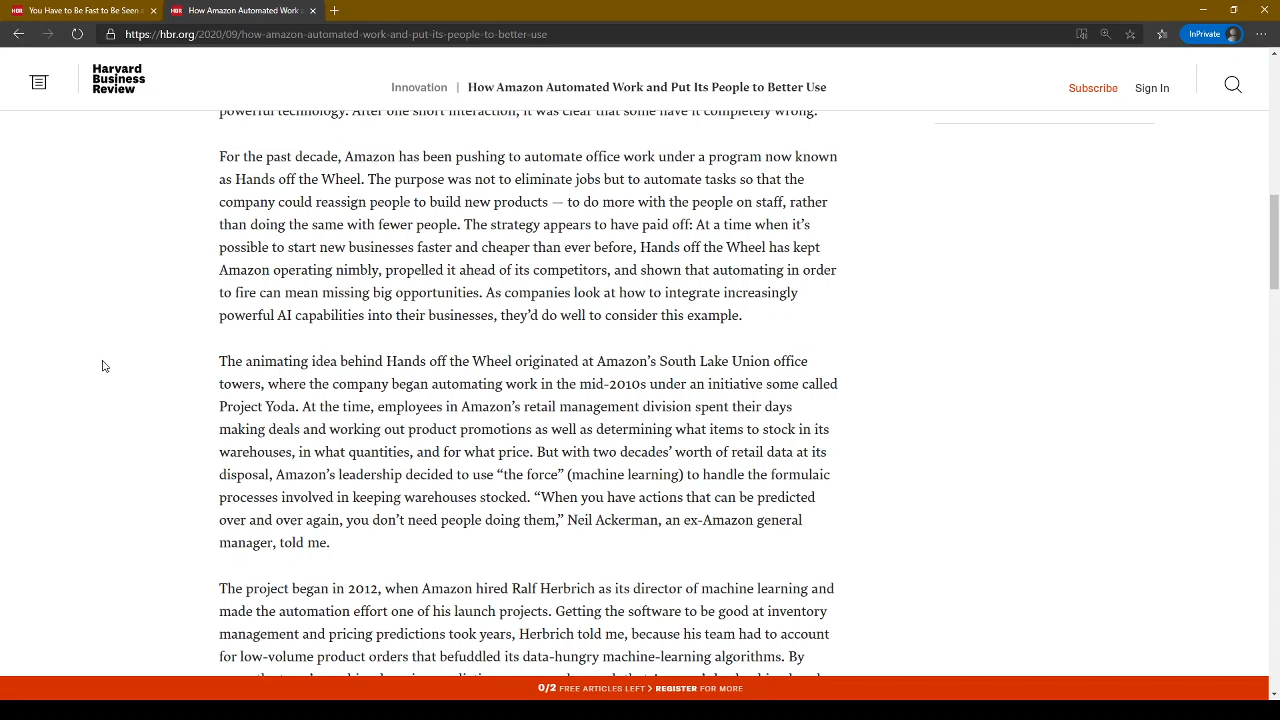 You Have to Be Fast to Be Seen a
How Amazon Automated Work a
https://hbr.org/2020/09/how-amazon-automated-work-and-put-its-people-to-better-use
InPrivate
Harvard
Business
Review
Innovation | How Amazon Automated Work and Put Its People to Better Use
Subscribe Sign In
powerful technology. After one short interaction, it was clear that some have it completely wrong.
For the past decade, Amazon has been pushing to automate office work under a program now known
as Hands off the Wheel. The purpose was not to eliminate jobs but to automate tasks so that the
company could reassign people to build new products — to do more with the people on staff, rather
than doing the same with fewer people. The strategy appears to have paid off: At a time when it’s
possible to start new businesses faster and cheaper than ever before, Hands off the Wheel has kept
Amazon operating nimbly, propelled it ahead of its competitors, and shown that automating in order
to fire can mean missing big opportunities. As companies look at how to integrate increasingly
powerful AI capabilities into their businesses, they’d do well to consider this example.
The animating idea behind Hands off the Wheel originated at Amazon’s South Lake Union office
towers, where the company began automating work in the mid-2010s under an initiative some called
Project Yoda. At the time, employees in Amazon’s retail management division spent their days
making deals and working out product promotions as well as determining what items to stock in its
warehouses, in what quantities, and for what price. But with two decades’ worth of retail data at its
disposal, Amazon’s leadership decided to use “the force” (machine learning) to handle the formulaic
processes involved in keeping warehouses stocked. “When you have actions that can be predicted
over and over again, you don’t need people doing them,” Neil Ackerman, an ex-Amazon general
manager, told me.
The project began in 2012, when Amazon hired Ralf Herbrich as its director of machine learning and
made the automation effort one of his launch projects. Getting the software to be good at inventory
management and pricing predictions took years, Herbrich told me, because his team had to account
for low-volume product orders that befuddled its data-hungry machine-learning algorithms. By
0/2 FREE ARTICLES LEFT > REGISTER FOR MORE